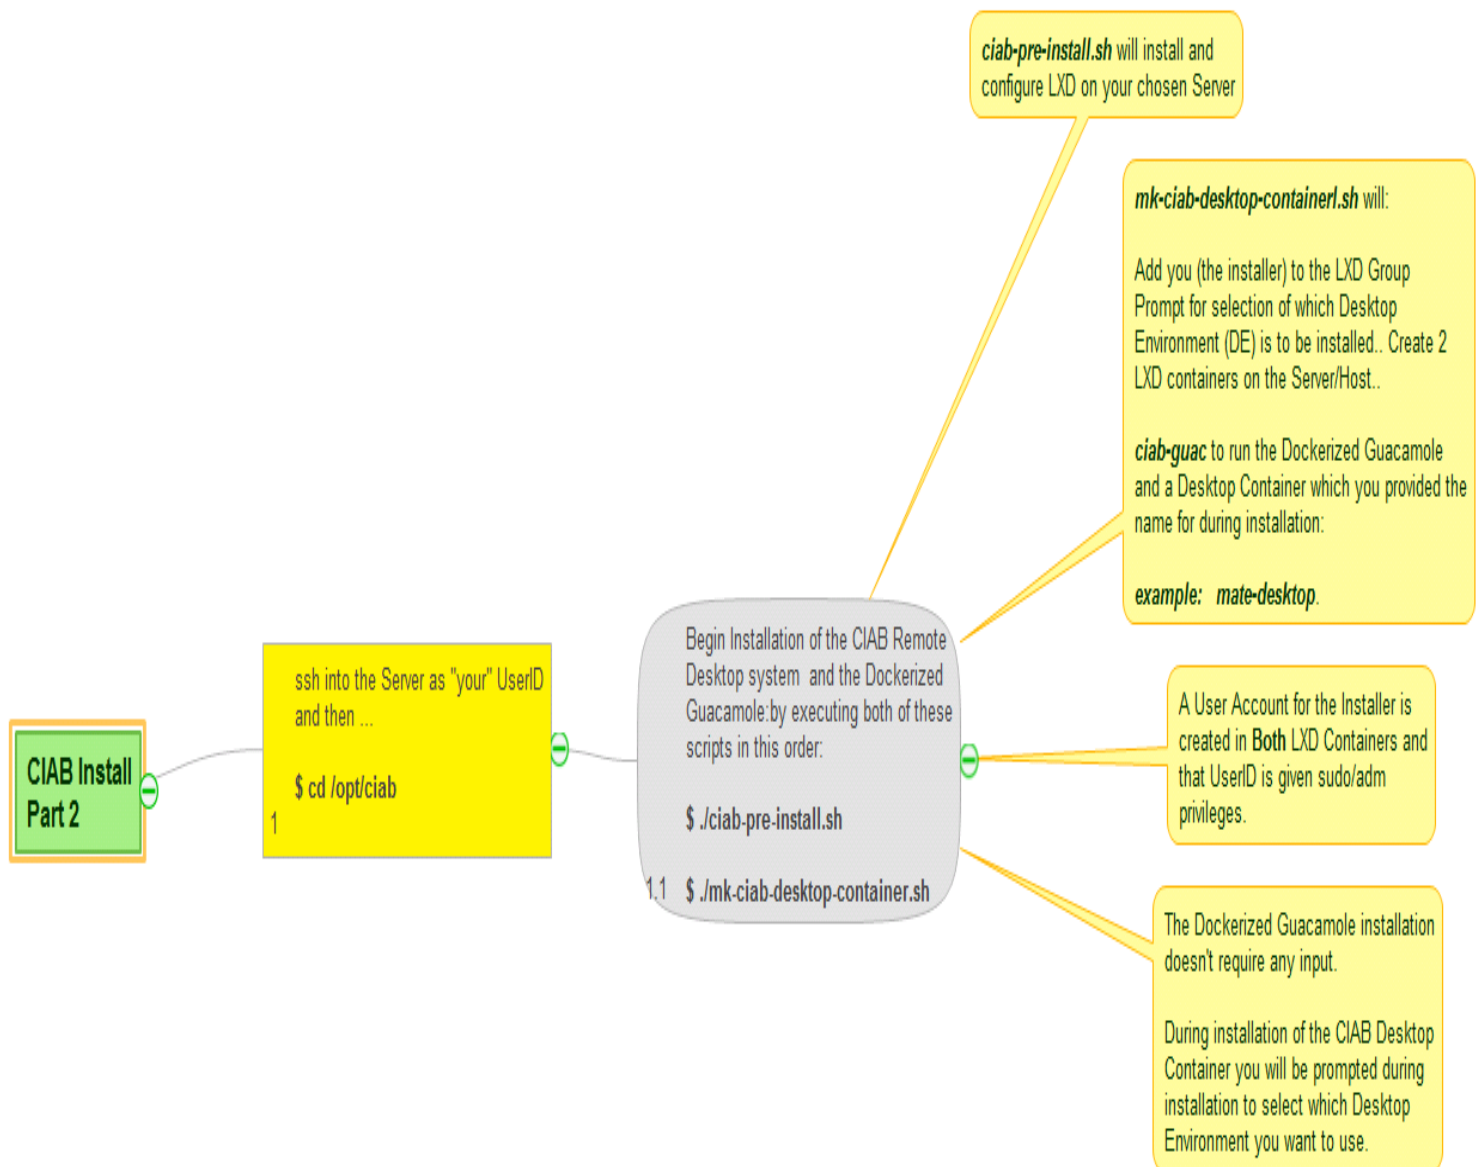 CIAB Install
Part 2
ssh into the Server as "your" UserID
and then ...
$ cd /opt/ciab
1
Begin Installation of the CIAB Remote
Desktop system  and the Dockerized
Guacamole:by executing both of these
scripts in this order:
$ ./ciab-pre-install.sh
1.1 $ ./mk-ciab-desktop-container.sh
ciab-pre-install.sh will install and
configure LXD on your chosen Server
mk-ciab-desktop-containerl.sh will:
Add you (the installer) to the LXD Group
Prompt for selection of which Desktop
Environment (DE) is to be installed.. Create 2
LXD containers on the Server/Host..
ciab-guac to run the Dockerized Guacamole
and a Desktop Container which you provided the
name for during installation:
example:   mate-desktop.
A User Account for the Installer is
created in Both LXD Containers and
that UserID is given sudo/adm
privileges.
The Dockerized Guacamole installation
doesn't require any input.
During installation of the CIAB Desktop
Container you will be prompted during
installation to select which Desktop
Environment you want to use.